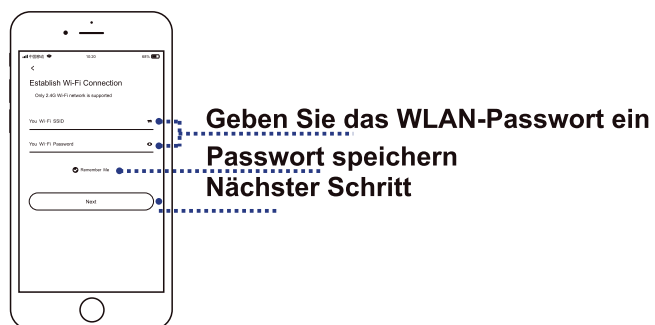 中国移动 10:20 68%
Establish Wi-Fi Connection
Only 2.4G Wi-Fi network is supported
You Wi-Fi SSID
Geben Sie das WLAN-Passwort ein
You Wi-Fi Password
Passwort speichern
Remember Me
Nächster Schritt
Next